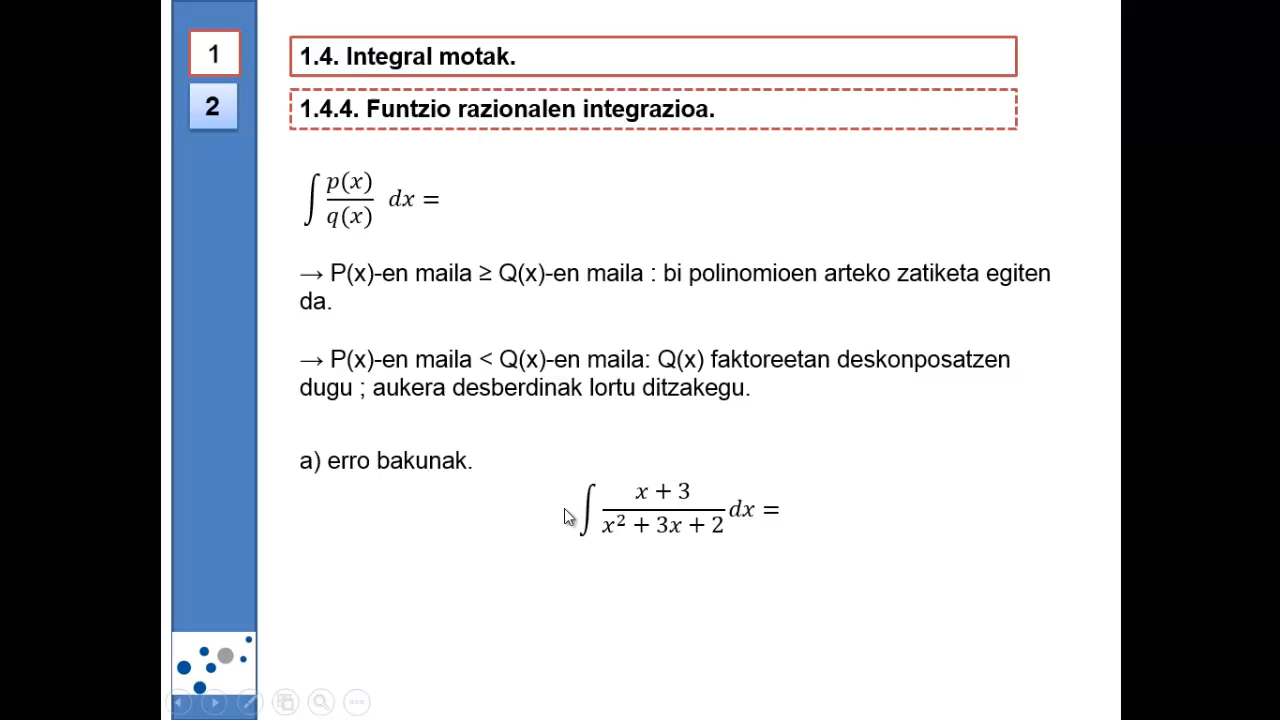 1
2
1.4. Integral motak.
1.4.4. Funtzio razionalen integrazioa.
∫ p(x)/q(x) dx =
→ P(x)-en maila ≥ Q(x)-en maila : bi polinomioen arteko zatiketa egiten
da.
→ P(x)-en maila < Q(x)-en maila: Q(x) faktoreetan deskonposatzen
dugu ; aukera desberdinak lortu ditzakegu.
a) erro bakunak.
∫ (x + 3)/(x² + 3x + 2) dx =